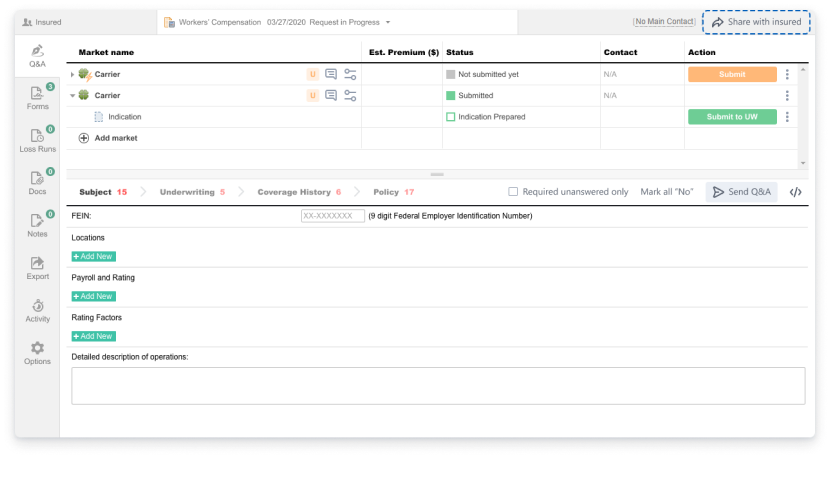 Insured
Workers' Compensation 03/27/2020 Request in Progress
[No Main Contact]
Share with insured
Q&A
Forms
3
Loss Runs
0
Docs
0
Notes
0
Export
Activity
Options
Market name Est. Premium ($) Status Contact Action
Carrier U Not submitted yet N/A Submit
Carrier U Submitted N/A
Indication Indication Prepared Submit to UW
Add market
Subject 15 Underwriting 5 Coverage History 6 Policy 17 Required unanswered only Mark all "No" Send Q&A </>
FEIN: XX-XXXXXXX (9 digit Federal Employer Identification Number)
Locations
+ Add New
Payroll and Rating
+ Add New
Rating Factors
+ Add New
Detailed description of operations: